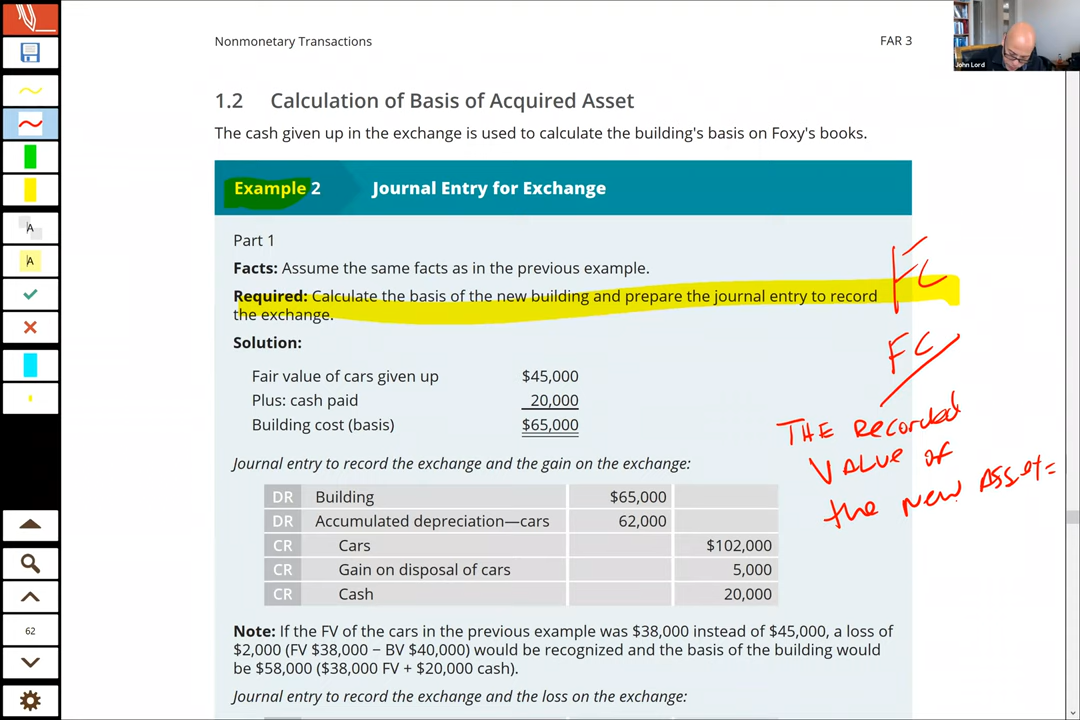 Nonmonetary Transactions
FAR 3
John Lord
1.2 Calculation of Basis of Acquired Asset
The cash given up in the exchange is used to calculate the building's basis on Foxy's books.
Example 2 Journal Entry for Exchange
Part 1
Facts: Assume the same facts as in the previous example.
Required: Calculate the basis of the new building and prepare the journal entry to record
the exchange.
FC
Solution:
FC
Fair value of cars given up $45,000
Plus: cash paid 20,000
Building cost (basis) $65,000
THE Recorded
VALUE of
the New Asset=
Journal entry to record the exchange and the gain on the exchange:
DR Building $65,000
DR Accumulated depreciation—cars 62,000
CR Cars $102,000
CR Gain on disposal of cars 5,000
CR Cash 20,000
Note: If the FV of the cars in the previous example was $38,000 instead of $45,000, a loss of
$2,000 (FV $38,000 − BV $40,000) would be recognized and the basis of the building would
be $58,000 ($38,000 FV + $20,000 cash).
Journal entry to record the exchange and the loss on the exchange:
A
A
62